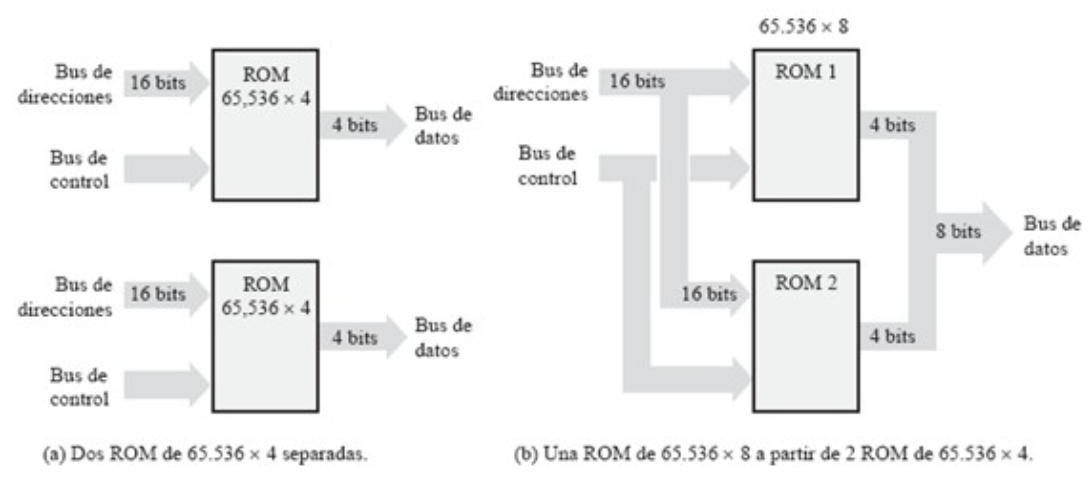 Bus de
direcciones
16 bits
ROM
65,536 × 4
4 bits
Bus de
datos
Bus de
control
Bus de
direcciones
16 bits
ROM
65,536 × 4
4 bits
Bus de
datos
Bus de
control
(a) Dos ROM de 65.536 × 4 separadas.
65.536 × 8
Bus de
direcciones
16 bits
ROM 1
4 bits
Bus de
control
8 bits
Bus de
datos
16 bits
ROM 2
4 bits
(b) Una ROM de 65.536 × 8 a partir de 2 ROM de 65.536 × 4.